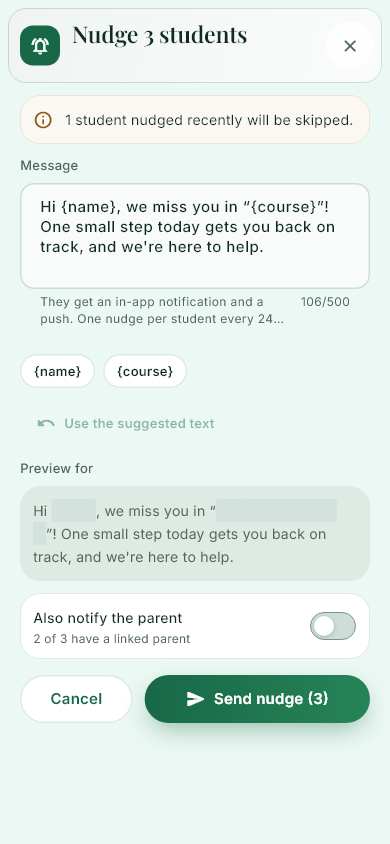 Nudge 3 students
1 student nudged recently will be skipped.
Message
Hi {name}, we miss you in “{course}”!
One small step today gets you back on
track, and we're here to help.
They get an in-app notification and a
push. One nudge per student every 24...
106/500
{name}
{course}
Use the suggested text
Preview for
Hi , we miss you in “
”! One small step today gets you back on
track, and we're here to help.
Also notify the parent
2 of 3 have a linked parent
Cancel
Send nudge (3)